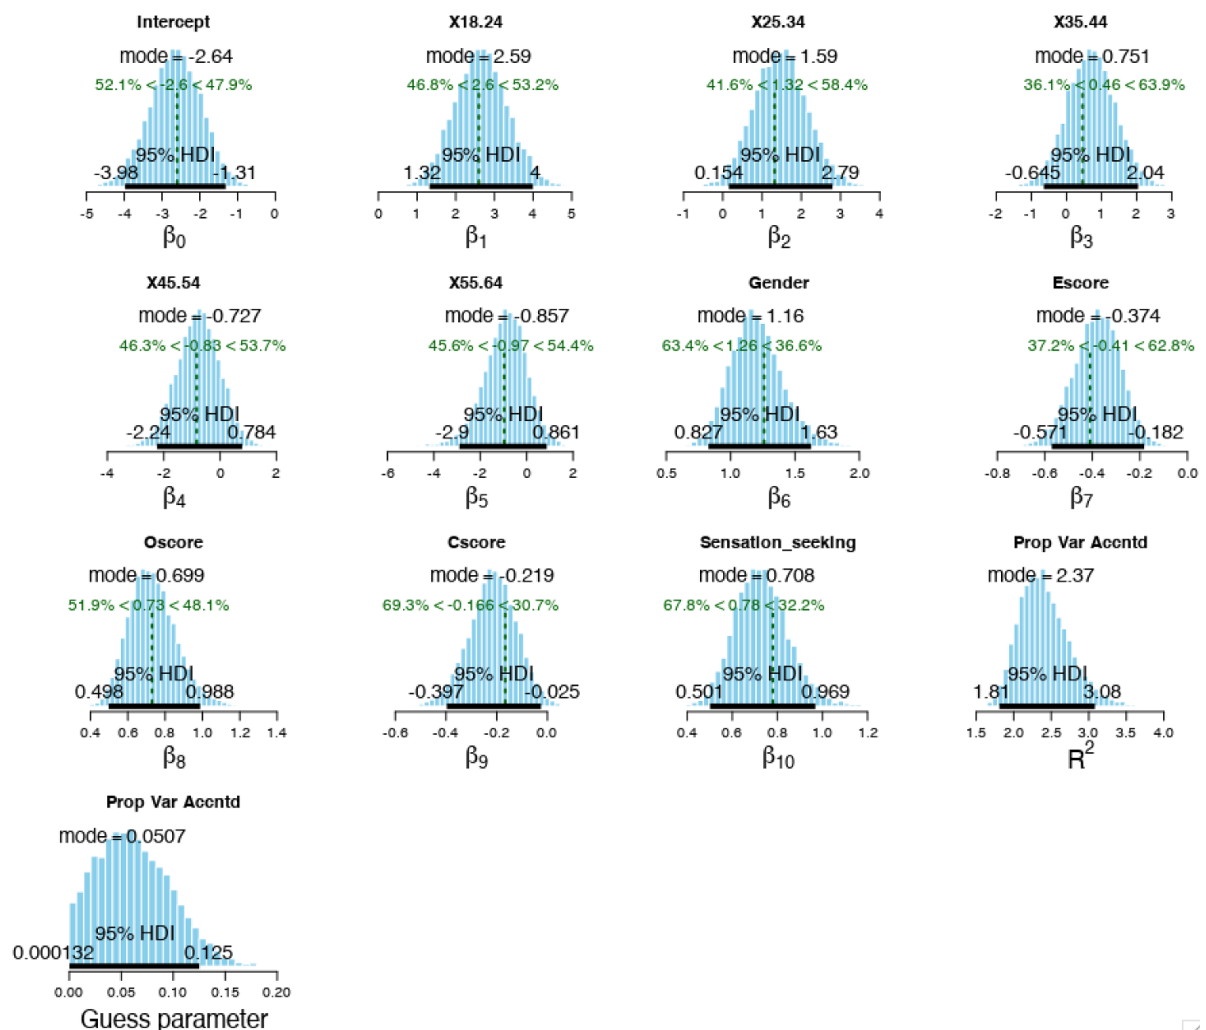 Intercept
mode = -2.64
52.1% < -2.6 < 47.9%
95% HDI
-3.98 -1.31
-5 -4 -3 -2 -1 0
β0
X18.24
mode = 2.59
46.8% < 2.6 < 53.2%
95% HDI
1.32 4
0 1 2 3 4 5
β1
X25.34
mode = 1.59
41.6% < 1.32 < 58.4%
95% HDI
0.154 2.79
-1 0 1 2 3 4
β2
X35.44
mode = 0.751
36.1% < 0.46 < 63.9%
95% HDI
-0.645 2.04
-2 -1 0 1 2 3
β3
X45.54
mode = -0.727
46.3% < -0.83 < 53.7%
95% HDI
-2.24 0.784
-4 -2 0 2
β4
X55.64
mode = -0.857
45.6% < -0.97 < 54.4%
95% HDI
-2.9 0.861
-6 -4 -2 0 2
β5
Gender
mode = 1.16
63.4% < 1.26 < 36.6%
95% HDI
0.827 1.63
0.5 1.0 1.5 2.0
β6
Escore
mode = -0.374
37.2% < -0.41 < 62.8%
95% HDI
-0.571 -0.182
-0.8 -0.6 -0.4 -0.2 0.0
β7
Oscore
mode = 0.699
51.9% < 0.73 < 48.1%
95% HDI
0.498 0.988
0.4 0.6 0.8 1.0 1.2 1.4
β8
Cscore
mode = -0.219
69.3% < -0.166 < 30.7%
95% HDI
-0.397 -0.025
-0.6 -0.4 -0.2 0.0
β9
Sensation_seeking
mode = 0.708
67.8% < 0.78 < 32.2%
95% HDI
0.501 0.969
0.4 0.6 0.8 1.0 1.2
β10
Prop Var Accntd
mode = 2.37
95% HDI
1.81 3.08
1.5 2.0 2.5 3.0 3.5 4.0
R2
Prop Var Accntd
mode = 0.0507
95% HDI
0.000132 0.125
0.00 0.05 0.10 0.15 0.20
Guess parameter